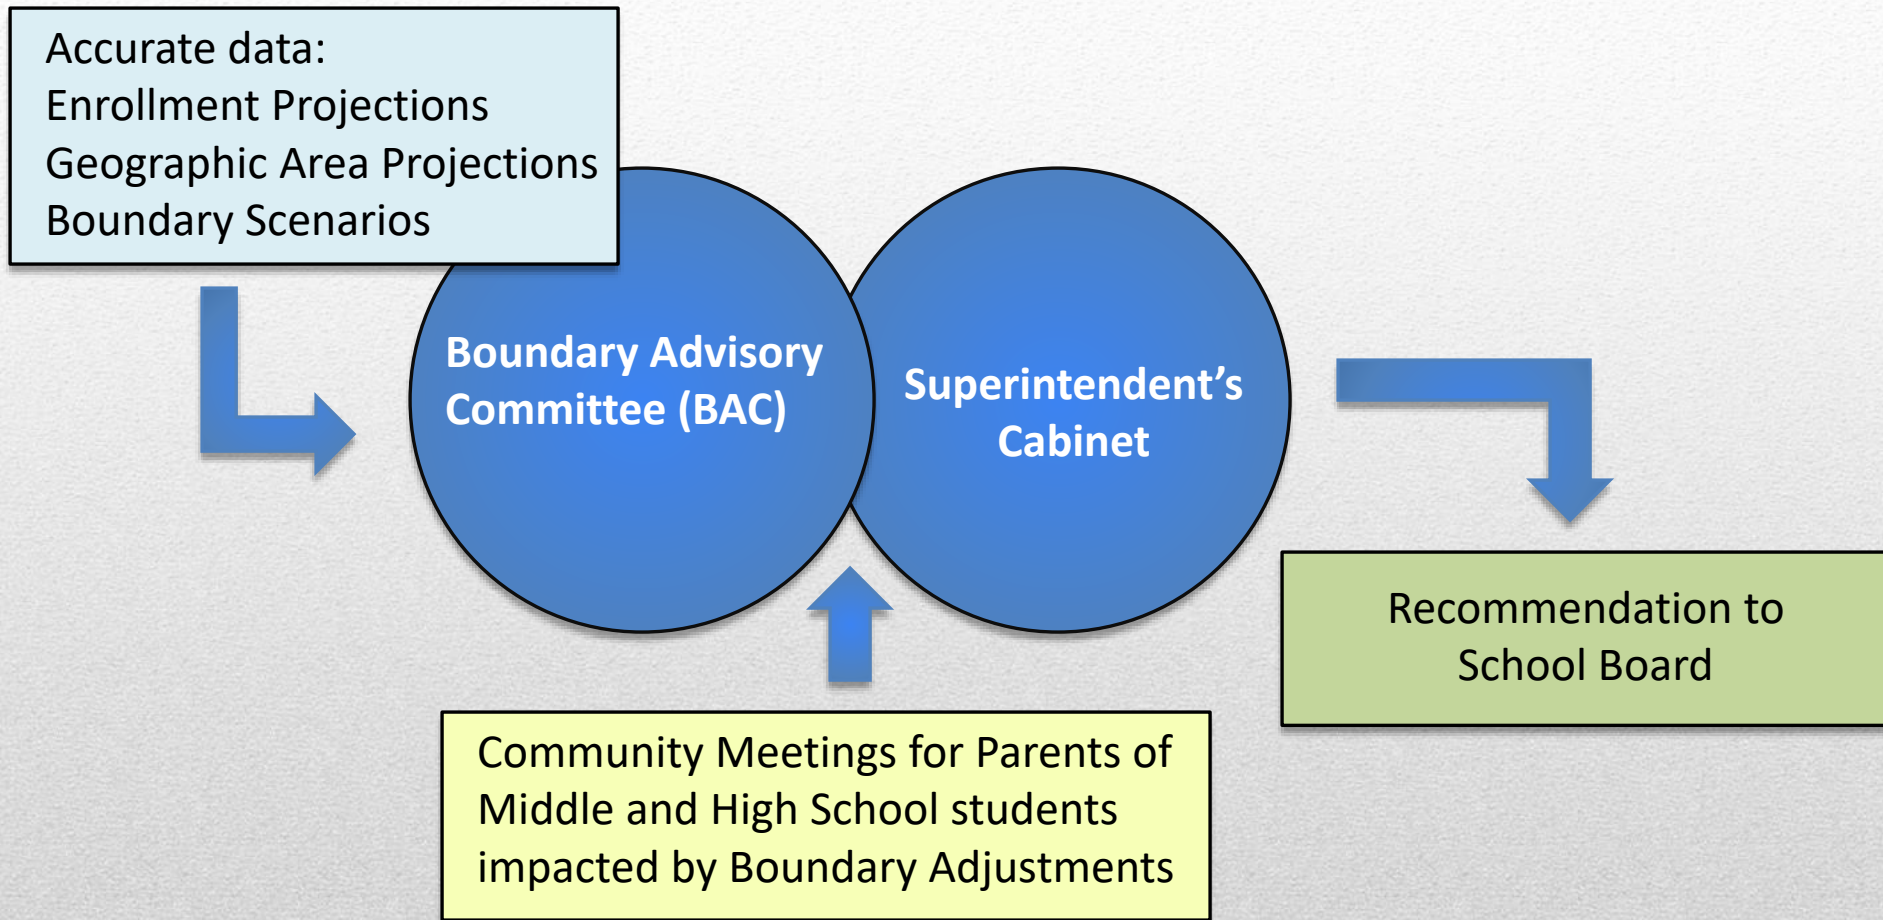 Accurate data:
Enrollment Projections
Geographic Area Projections
Boundary Scenarios
Boundary Advisory
Committee (BAC)
Superintendent’s
Cabinet
Recommendation to
School Board
Community Meetings for Parents of
Middle and High School students
impacted by Boundary Adjustments